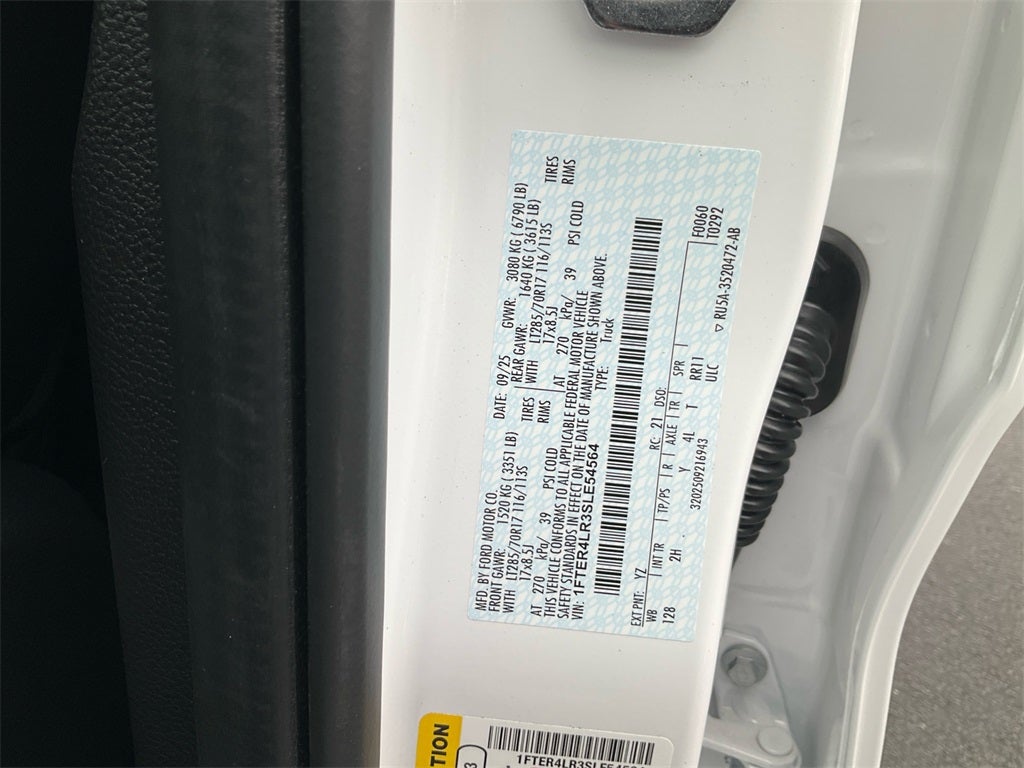 MFD. BY FORD MOTOR CO.
DATE: 09/25 GVWR: 3080 KG ( 6790 LB)
FRONT GAWR: 1520 KG ( 3351 LB) REAR GAWR: 1640 KG ( 3615 LB)
WITH LT285/70R17 116/113S TIRES WITH LT285/70R17 116/113S TIRES
17x8.5J RIMS 17x8.5J RIMS
AT 270 kPa/ 39 PSI COLD AT 270 kPa/ 39 PSI COLD
THIS VEHICLE CONFORMS TO ALL APPLICABLE FEDERAL MOTOR VEHICLE
SAFETY STANDARDS IN EFFECT ON THE DATE OF MANUFACTURE SHOWN ABOVE.
VIN: 1FTER4LR3SLE54564 TYPE: Truck
EXT PNT: YZ RC: 21 DSO: F0060
WB INT TR TP/PS R AXLE TR SPR T0292
128 2H Y 4L T RR11
3202509216943 ULC ▽ RU5A-3520472-AB
1FTER4LR3SLE54564